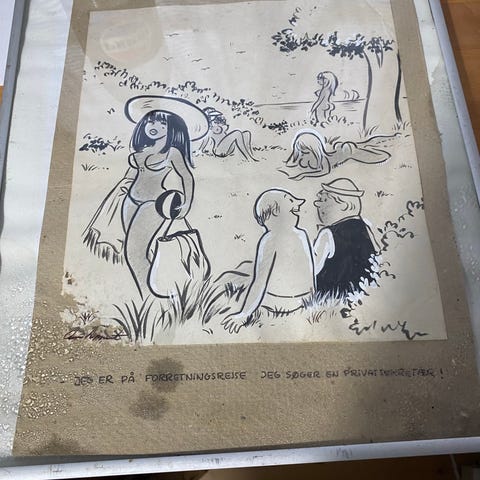 - JEG ER PÅ FORRETNINGSREJSE JEG SØGER EN PRIVATSEKRETÆR !